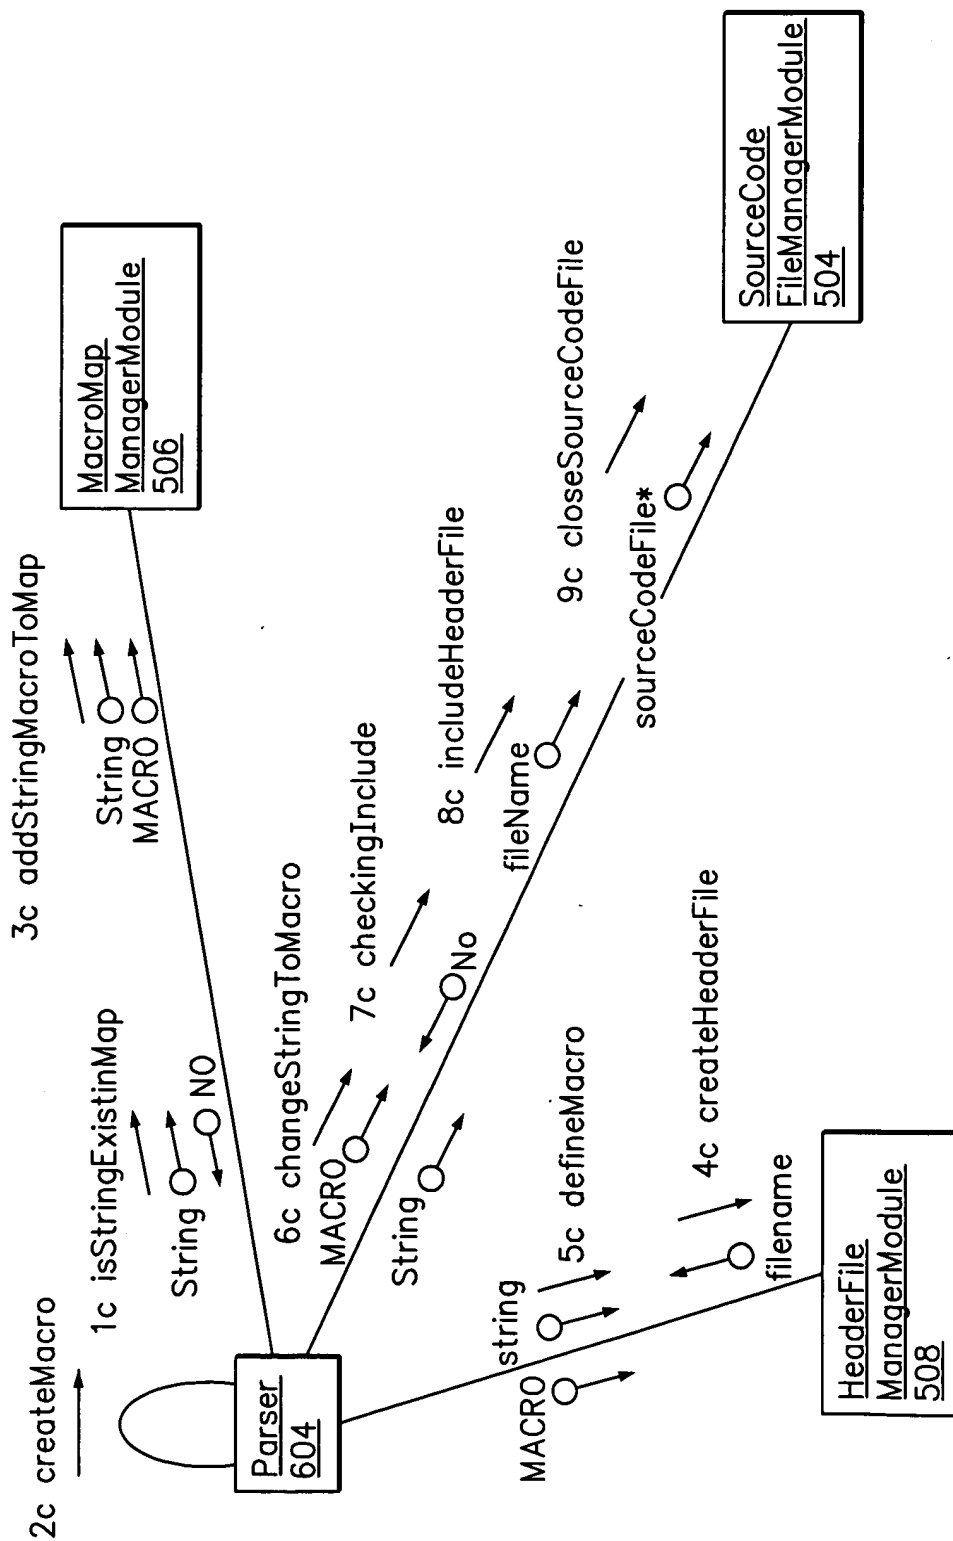 2c createMacro
Parser
604
1c isStringExistinMap
String
NO
3c addStringMacroToMap
String
MACRO
MacroMap
ManagerModule
506
6c changeStringToMacro
MACRO
String
7c checkingInclude
No
8c includeHeaderFile
fileName
9c closeSourceCodeFile
sourceCodeFile*
SourceCode
FileManagerModule
504
5c defineMacro
string
MACRO
4c createHeaderFile
filename
HeaderFile
ManagerModule
508